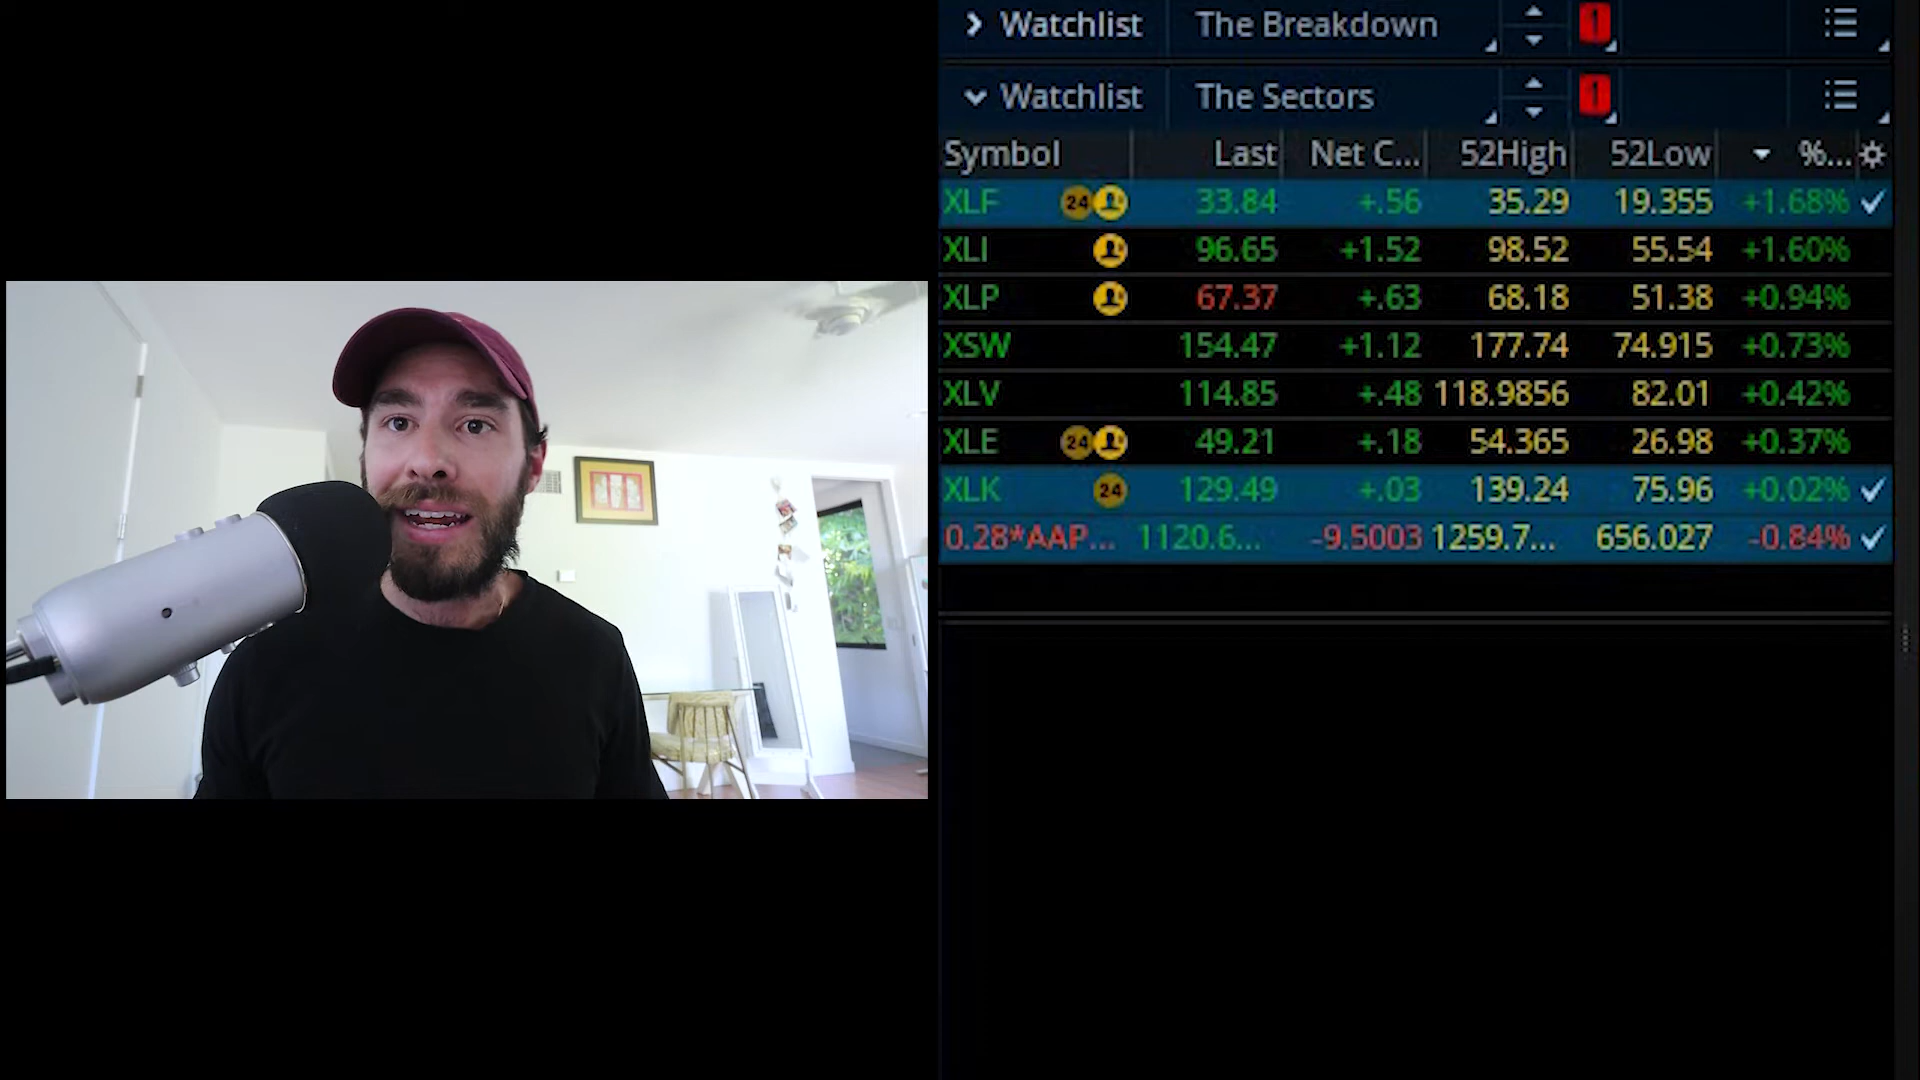 Watchlist The Breakdown 1
Watchlist The Sectors 1
Symbol Last Net C... 52High 52Low %...
XLF 24 33.84 +.56 35.29 19.355 +1.68%
XLI 96.65 +1.52 98.52 55.54 +1.60%
XLP 67.37 +.63 68.18 51.38 +0.94%
XSW 154.47 +1.12 177.74 74.915 +0.73%
XLV 114.85 +.48 118.9856 82.01 +0.42%
XLE 24 49.21 +.18 54.365 26.98 +0.37%
XLK 24 129.49 +.03 139.24 75.96 +0.02%
0.28*AAP... 1120.6... -9.5003 1259.7... 656.027 -0.84%